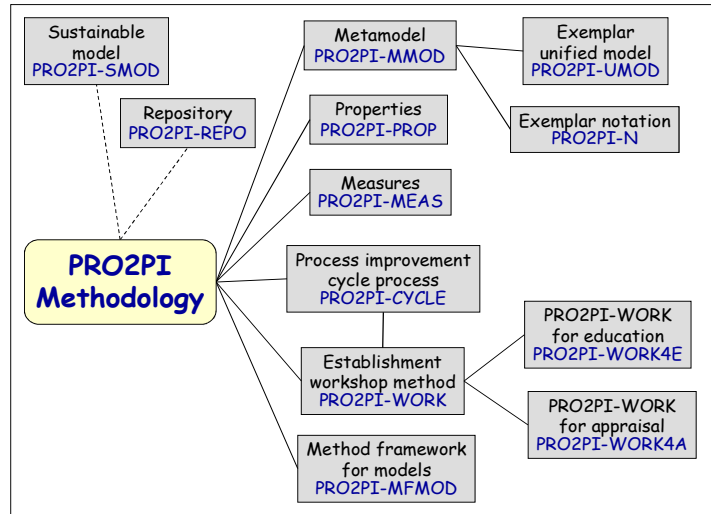 Sustainable
model
PRO2PI-SMOD
Repository
PRO2PI-REPO
PRO2PI
Methodology
Metamodel
PRO2PI-MMOD
Properties
PRO2PI-PROP
Measures
PRO2PI-MEAS
Process improvement
cycle process
PRO2PI-CYCLE
Establishment
workshop method
PRO2PI-WORK
Method framework
for models
PRO2PI-MFMOD
Exemplar
unified model
PRO2PI-UMOD
Exemplar notation
PRO2PI-N
PRO2PI-WORK
for education
PRO2PI-WORK4E
PRO2PI-WORK
for appraisal
PRO2PI-WORK4A